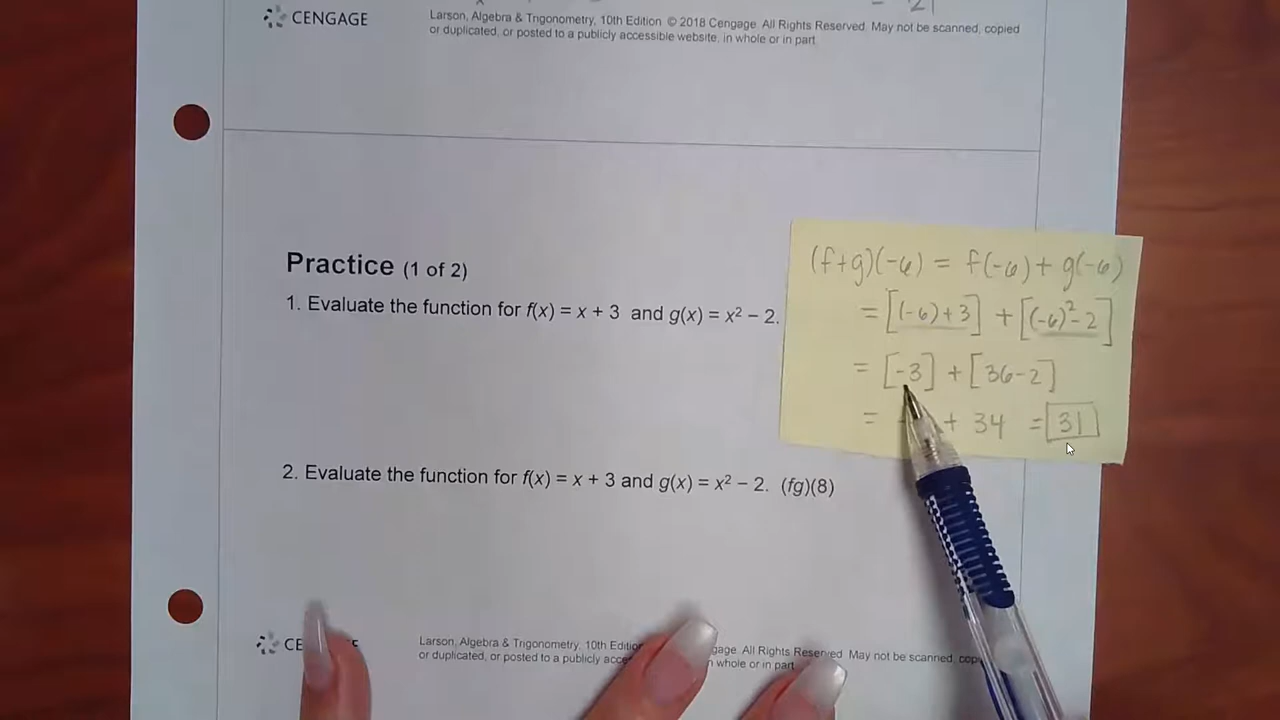 CENGAGE
Larson, Algebra & Trigonometry, 10th Edition. © 2018 Cengage. All Rights Reserved. May not be scanned, copied
or duplicated, or posted to a publicly accessible website, in whole or in part.
Practice (1 of 2)
1. Evaluate the function for f(x) = x + 3 and g(x) = x² − 2.
(f+g)(-6) = f(-6) + g(-6)
= [(-6)+3] + [(-6)²-2]
= [-3] + [36-2]
= + 34 = 31
2. Evaluate the function for f(x) = x + 3 and g(x) = x² − 2. (fg)(8)
Larson, Algebra & Trigonometry, 10th gage. All Rights Reserved. May not be scanned,
or duplicated, or posted to a publicly whole or in part